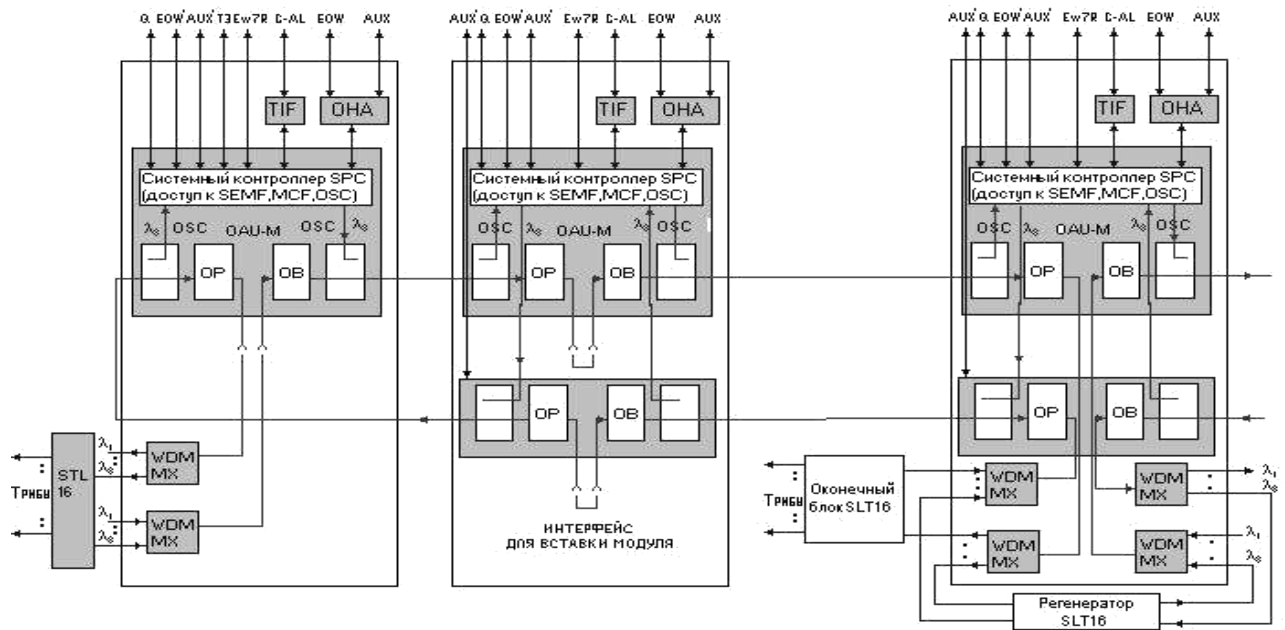 Q EOW' AUX' T3 Ew7R C-AL EOW AUX
AUX' Q EOW' AUX' Ew7R C-AL EOW AUX
AUX' Q EOW' AUX' Ew7R C-AL EOW AUX
TIF OHA
TIF OHA
TIF OHA
Системный контроллер SPC
(доступ к SEMF,MCF,OSC)
Системный контроллер SPC
(доступ к SEMF,MCF,OSC)
Системный контроллер SPC
(доступ к SEMF,MCF,OSC)
OSC OAU-M OSC
OSC OAU-M OSC
OSC OAU-M OSC
OP OB
OP OB
OP OB
OP OB
OP OB
STL
16
Трибы
λ1
WDM
MX
λ1
WDM
MX
ИНТЕРФЕЙС
ДЛЯ ВСТАВКИ МОДУЛЯ
Трибы
Оконечный
блок SLT16
WDM
MX
WDM
MX
λ1
WDM
MX
WDM
MX
λ1
Регенератор
SLT16